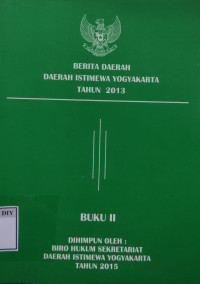 BERITA DAERAH
DAERAH ISTIMEWA YOGYAKARTA
TAHUN 2013
BUKU II
DIY
DIHIMPUN OLEH :
BIRO HUKUM SEKRETARIAT
DAERAH ISTIMEWA YOGYAKARTA
TAHUN 2015